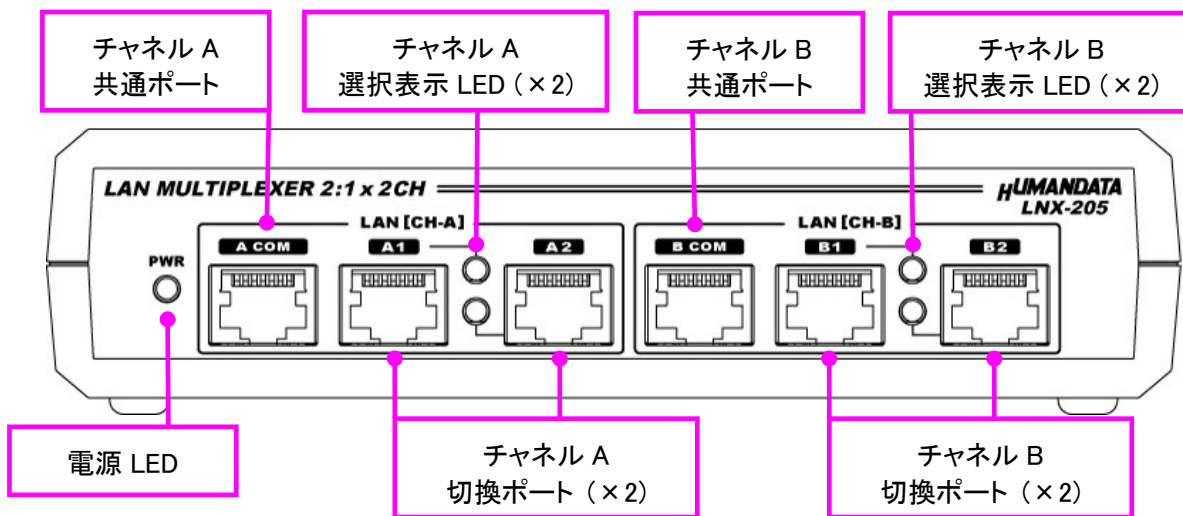 チャネル A
共通ポート
チャネル A
選択表示 LED (×2)
チャネル B
共通ポート
チャネル B
選択表示 LED (×2)
LAN MULTIPLEXER 2:1 x 2CH
HUMANDATA
LNX-205
LAN [CH-A]
LAN [CH-B]
A COM
A1
A2
B COM
B1
B2
PWR
電源 LED
チャネル A
切換ポート (×2)
チャネル B
切換ポート (×2)